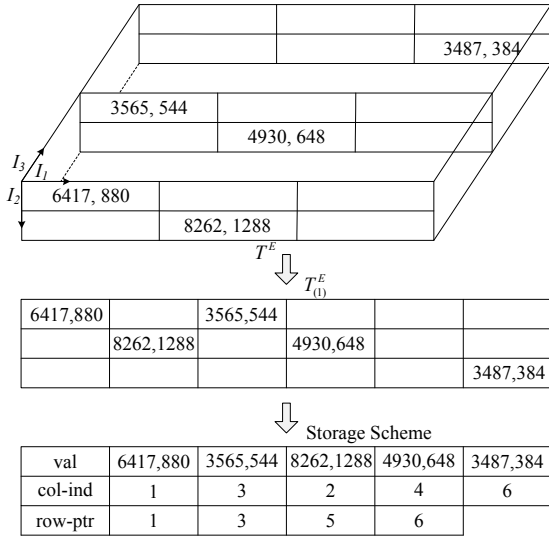 3487, 384
3565, 544
4930, 648
I3
I1
I2
6417, 880
8262, 1288
T^E
T^E_(1)
6417,880 3565,544
8262,1288 4930,648
3487,384
Storage Scheme
val 6417,880 3565,544 8262,1288 4930,648 3487,384
col-ind 1 3 2 4 6
row-ptr 1 3 5 6